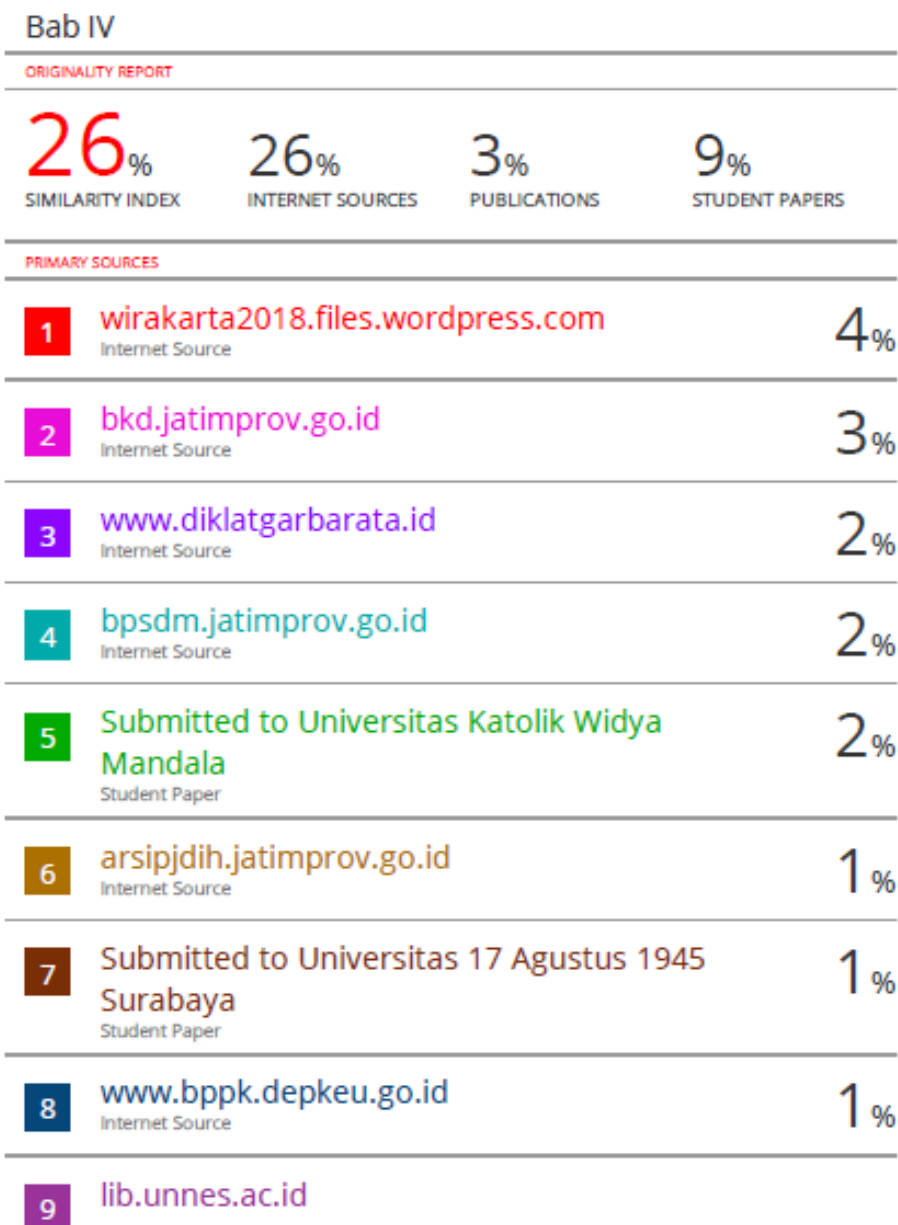 Bab IV
ORIGINALITY REPORT
26% 26% 3% 9%
SIMILARITY INDEX INTERNET SOURCES PUBLICATIONS STUDENT PAPERS
PRIMARY SOURCES
1 wirakarta2018.files.wordpress.com 4%
Internet Source
2 bkd.jatimprov.go.id 3%
Internet Source
3 www.diklatgarbarata.id 2%
Internet Source
4 bpsdm.jatimprov.go.id 2%
Internet Source
5 Submitted to Universitas Katolik Widya 2%
Mandala
Student Paper
6 arsipjdih.jatimprov.go.id 1%
Internet Source
7 Submitted to Universitas 17 Agustus 1945 1%
Surabaya
Student Paper
8 www.bppk.depkeu.go.id 1%
Internet Source
9 lib.unnes.ac.id